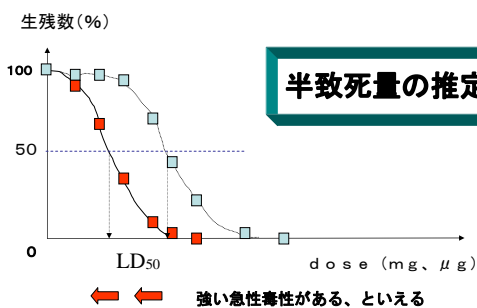 生残数(%)
半致死量の推定
100
50
0
LD50
dose (mg、μg)
強い急性毒性がある、といえる